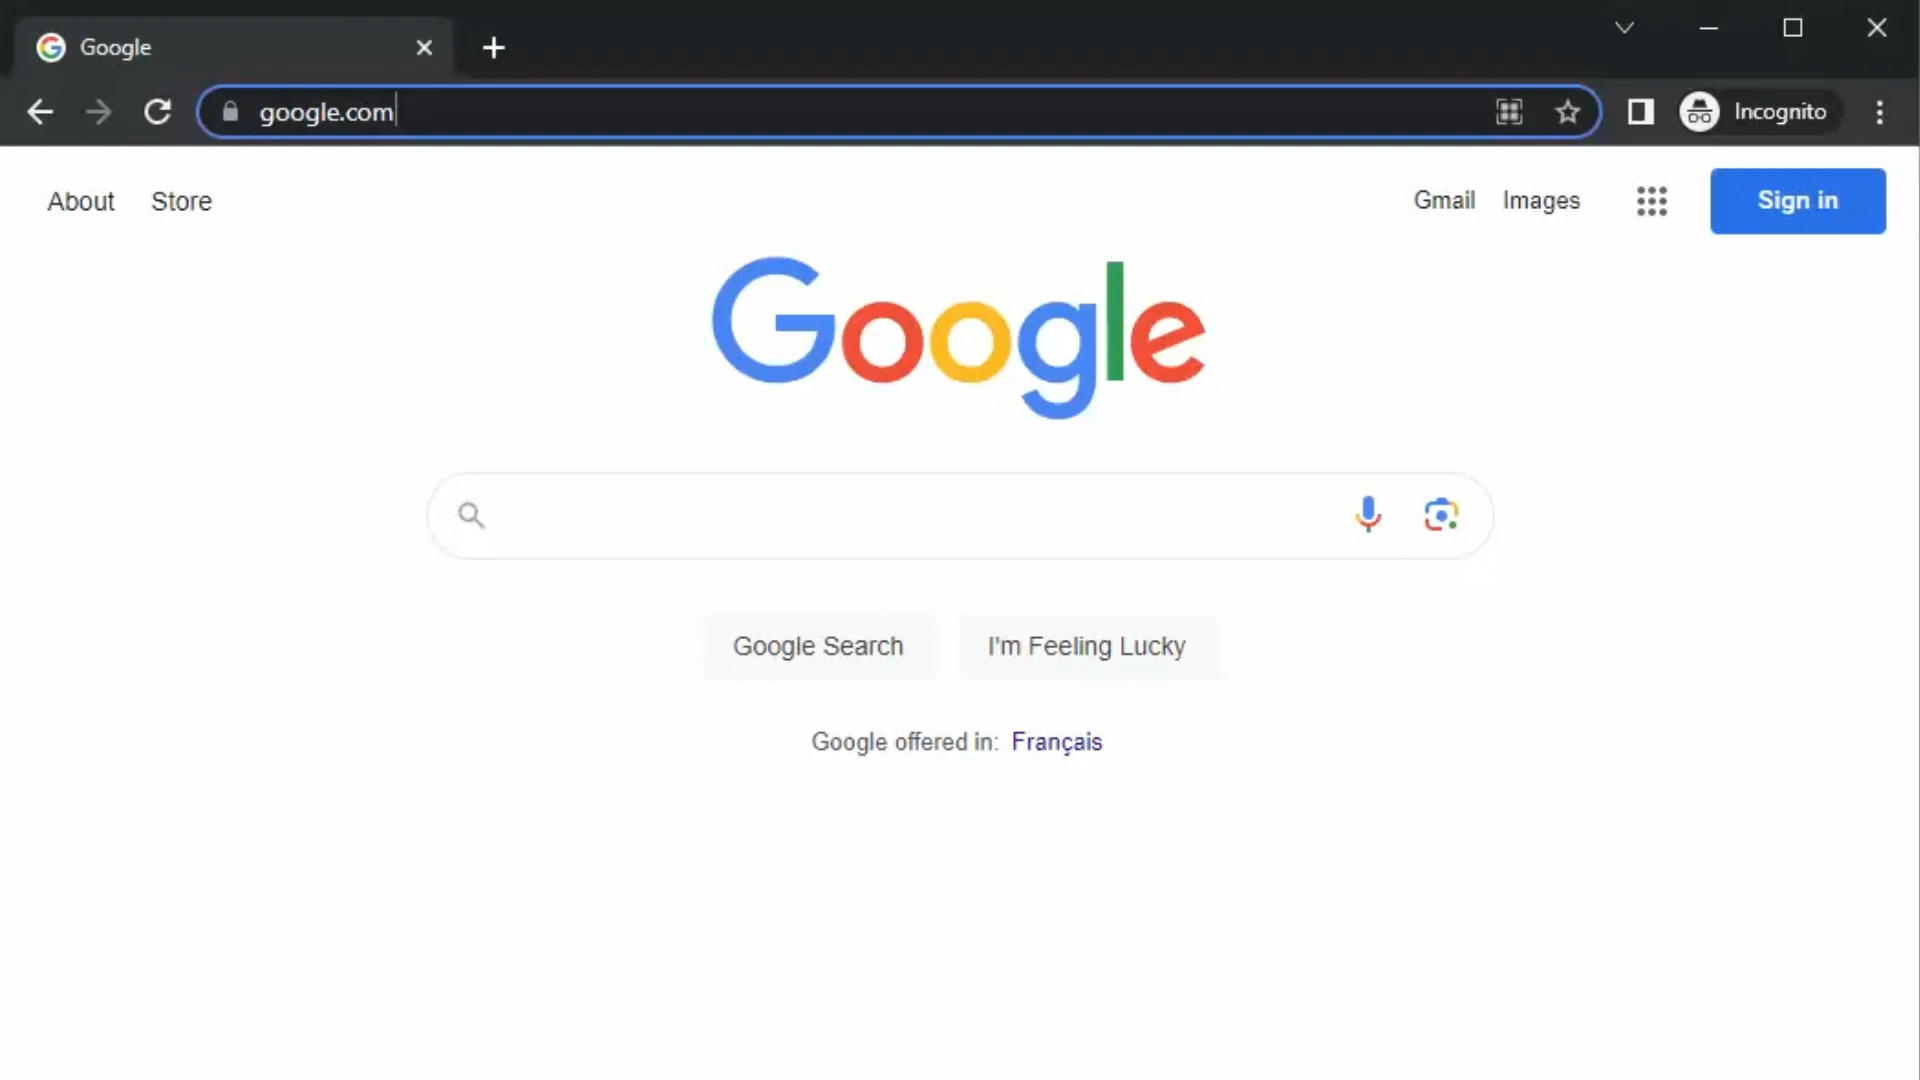 Google
google.com
Incognito
About Store
Gmail Images
Sign in
Google
Google Search
I'm Feeling Lucky
Google offered in: Français